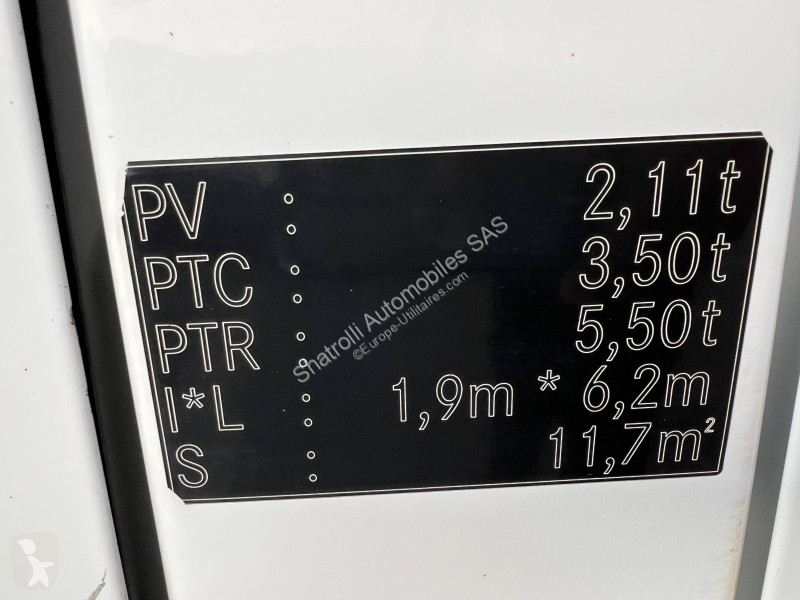 PV : 2,11t
PTC : 3,50t
PTR : 5,50t
I*L : 1,9m * 6,2m
S : 11,7m²
Shatrolli Automobiles SAS
©Europe-Utilitaires.com